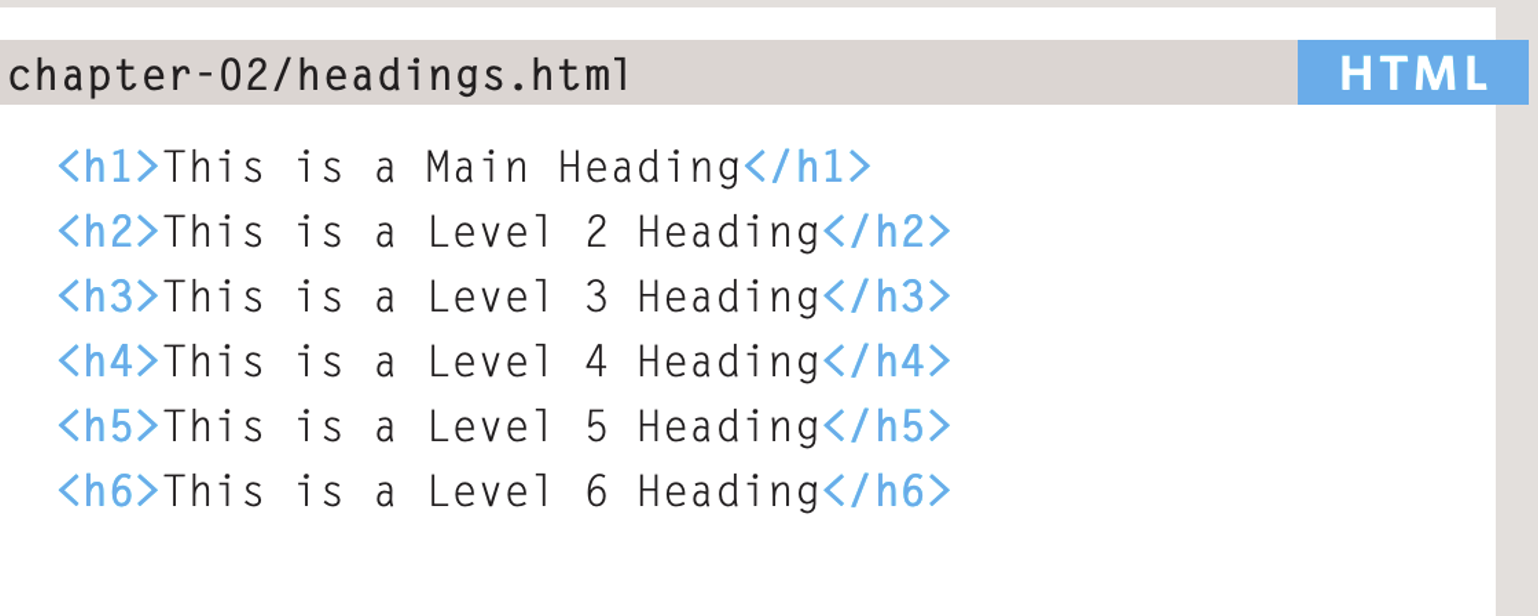 chapter-02/headings.html HTML
<h1>This is a Main Heading</h1>
<h2>This is a Level 2 Heading</h2>
<h3>This is a Level 3 Heading</h3>
<h4>This is a Level 4 Heading</h4>
<h5>This is a Level 5 Heading</h5>
<h6>This is a Level 6 Heading</h6>